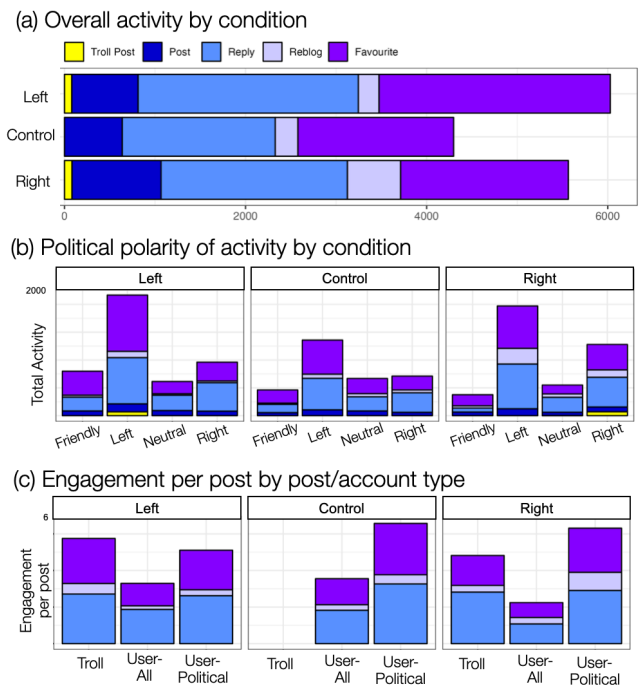 (a) Overall activity by condition
Troll Post Post Reply Reblog Favourite
Left
Control
Right
0 2000 4000 6000
(b) Political polarity of activity by condition
Left Control Right
2000
Total Activity
Friendly Left Neutral Right Friendly Left Neutral Right Friendly Left Neutral Right
(c) Engagement per post by post/account type
Left Control Right
6
Engagement
per post
Troll User-All User-Political Troll User-All User-Political Troll User-All User-Political